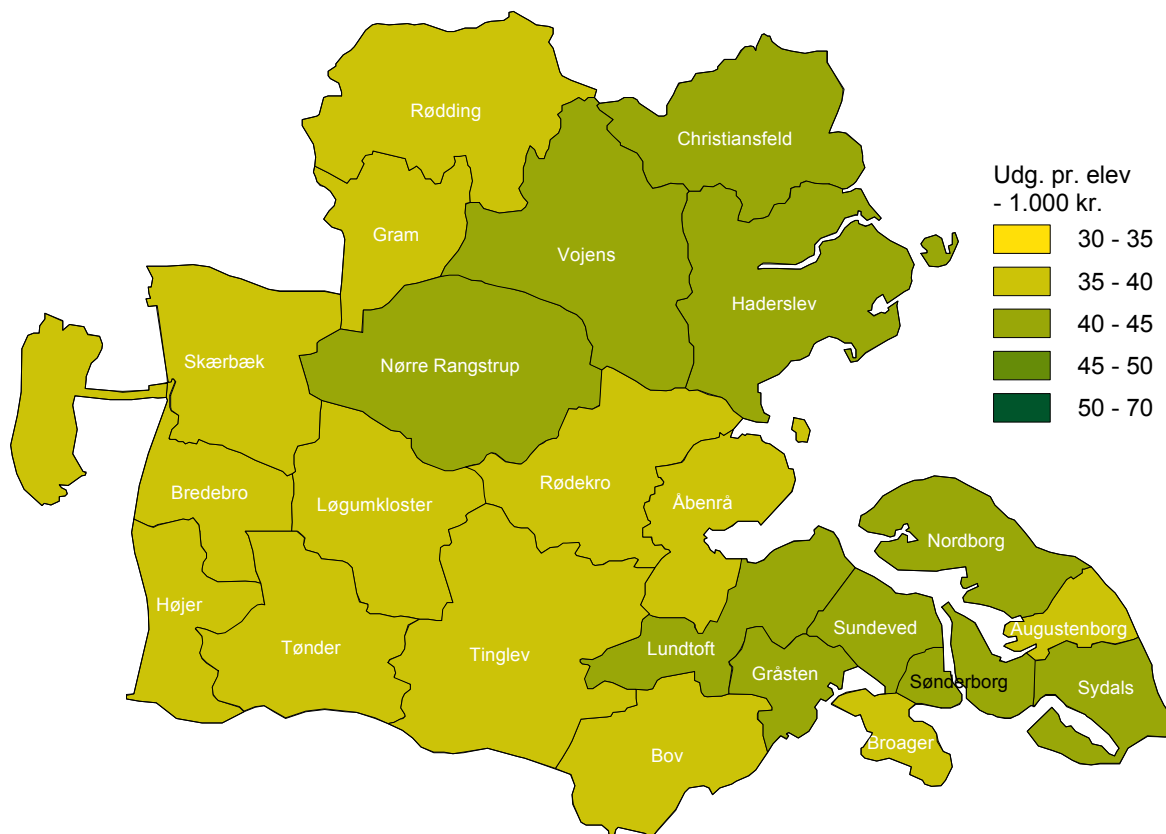 Rødding
Christiansfeld
Gram
Vojens
Haderslev
Skærbæk
Nørre Rangstrup
Bredebro
Løgumkloster
Rødekro
Åbenrå
Nordborg
Højer
Tønder
Tinglev
Lundtoft
Sundeved
Augustenborg
Gråsten
Sønderborg
Sydals
Bov
Broager
Udg. pr. elev
- 1.000 kr.
30 - 35
35 - 40
40 - 45
45 - 50
50 - 70